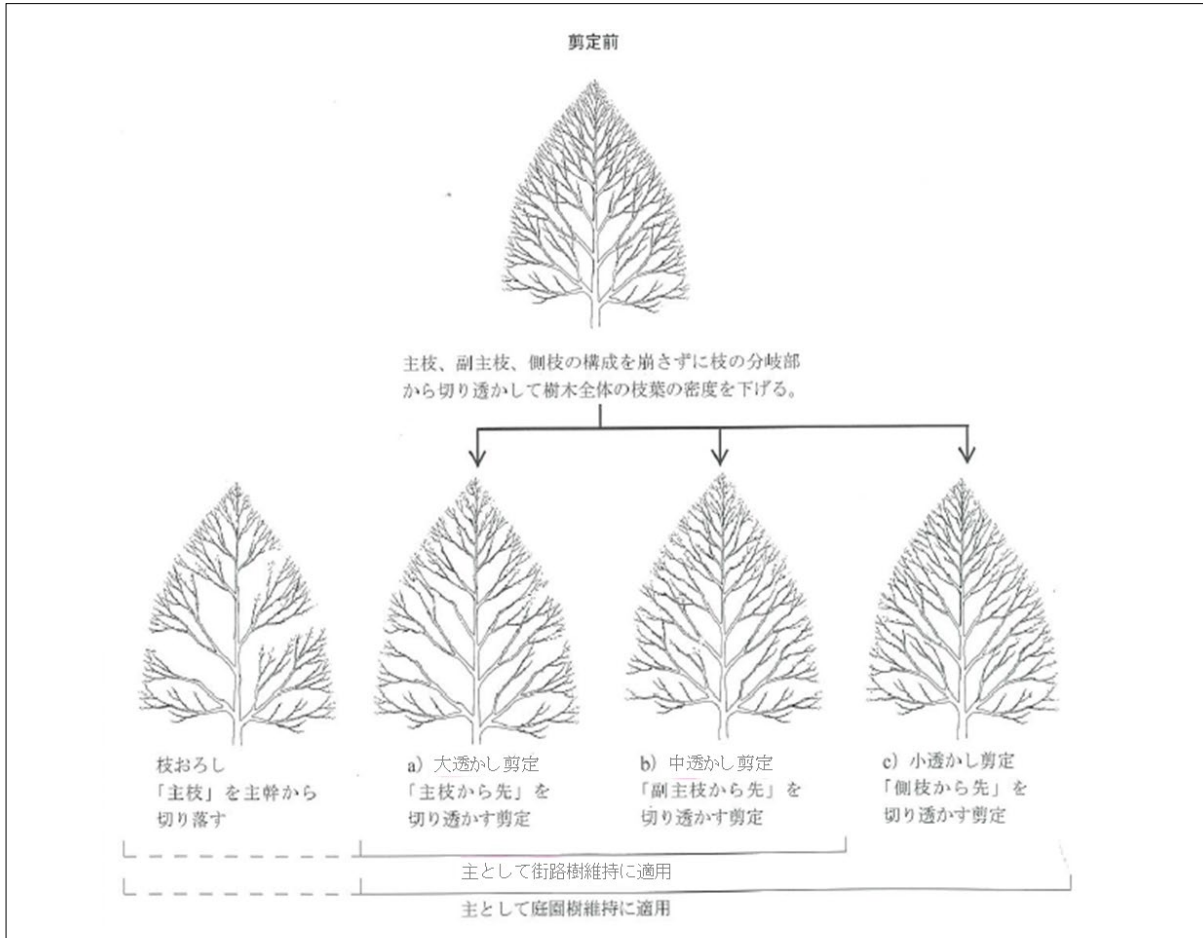 剪定前
主枝、副主枝、側枝の構成を崩さずに枝の分岐部
から切り透かして樹木全体の枝葉の密度を下げる。
枝おろし
「主枝」を主幹から
切り落す
a）大透かし剪定
「主枝から先」を
切り透かす剪定
b）中透かし剪定
「副主枝から先」を
切り透かす剪定
c）小透かし剪定
「側枝から先」を
切り透かす剪定
主として街路樹維持に適用
主として庭園樹維持に適用